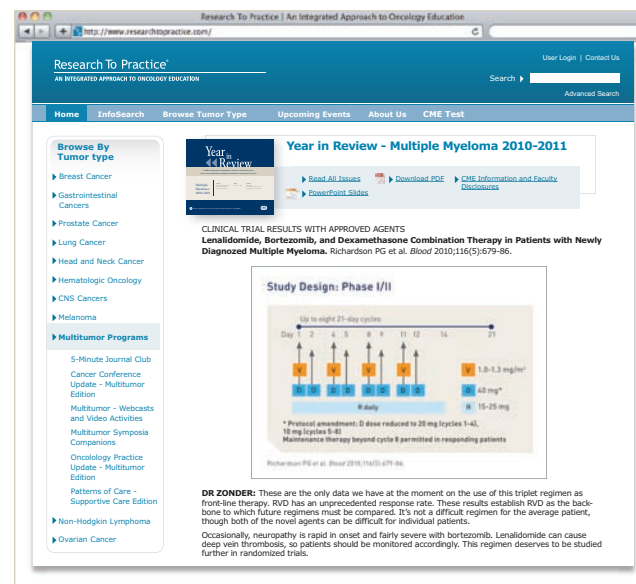 Research To Practice | An Integrated Approach to Oncology Education
http://www.researchtopractice.com/
Research To Practice®
AN INTEGRATED APPROACH TO ONCOLOGY EDUCATION
User Login | Contact Us
Search
Advanced Search
Home InfoSearch Browse Tumor Type Upcoming Events About Us CME Test
Browse By
Tumor type
Breast Cancer
Gastrointestinal
Cancers
Prostate Cancer
Lung Cancer
Head and Neck Cancer
Hematologic Oncology
CNS Cancers
Melanoma
Multitumor Programs
5-Minute Journal Club
Cancer Conference
Update - Multitumor
Edition
Multitumor - Webcasts
and Video Activities
Multitumor Symposia
Companions
Oncology Practice
Update - Multitumor
Edition
Patterns of Care -
Supportive Care Edition
Non-Hodgkin Lymphoma
Ovarian Cancer
Year in
Review
Year in Review - Multiple Myeloma 2010-2011
Read All Issues Download PDF CME Information and Faculty
Disclosures
PowerPoint Slides
CLINICAL TRIAL RESULTS WITH APPROVED AGENTS
Lenalidomide, Bortezomib, and Dexamethasone Combination Therapy in Patients with Newly
Diagnosed Multiple Myeloma. Richardson PG et al. Blood 2010;116(5):679-86.
Study Design: Phase I/II
Up to eight 21-day cycles
Day 1 2 4 5 8 9 11 12 14 21
V V V V V 1.0-1.3 mg/m²
D D D D D D D D D 40 mg*
R daily R 15-25 mg
* Protocol amendment: D dose reduced to 20 mg (cycles 1-4),
10 mg (cycles 5-8)
Maintenance therapy beyond cycle 8 permitted in responding patients
Richardson PG et al. Blood 2010;116(5):679-86.
DR ZONDER: These are the only data we have at the moment on the use of this triplet regimen as
front-line therapy. RVD has an unprecedented response rate. These results establish RVD as the back-
bone to which future regimens must be compared. It's not a difficult regimen for the average patient,
though both of the novel agents can be difficult for individual patients.
Occasionally, neuropathy is rapid in onset and fairly severe with bortezomib. Lenalidomide can cause
deep vein thrombosis, so patients should be monitored accordingly. This regimen deserves to be studied
further in randomized trials.